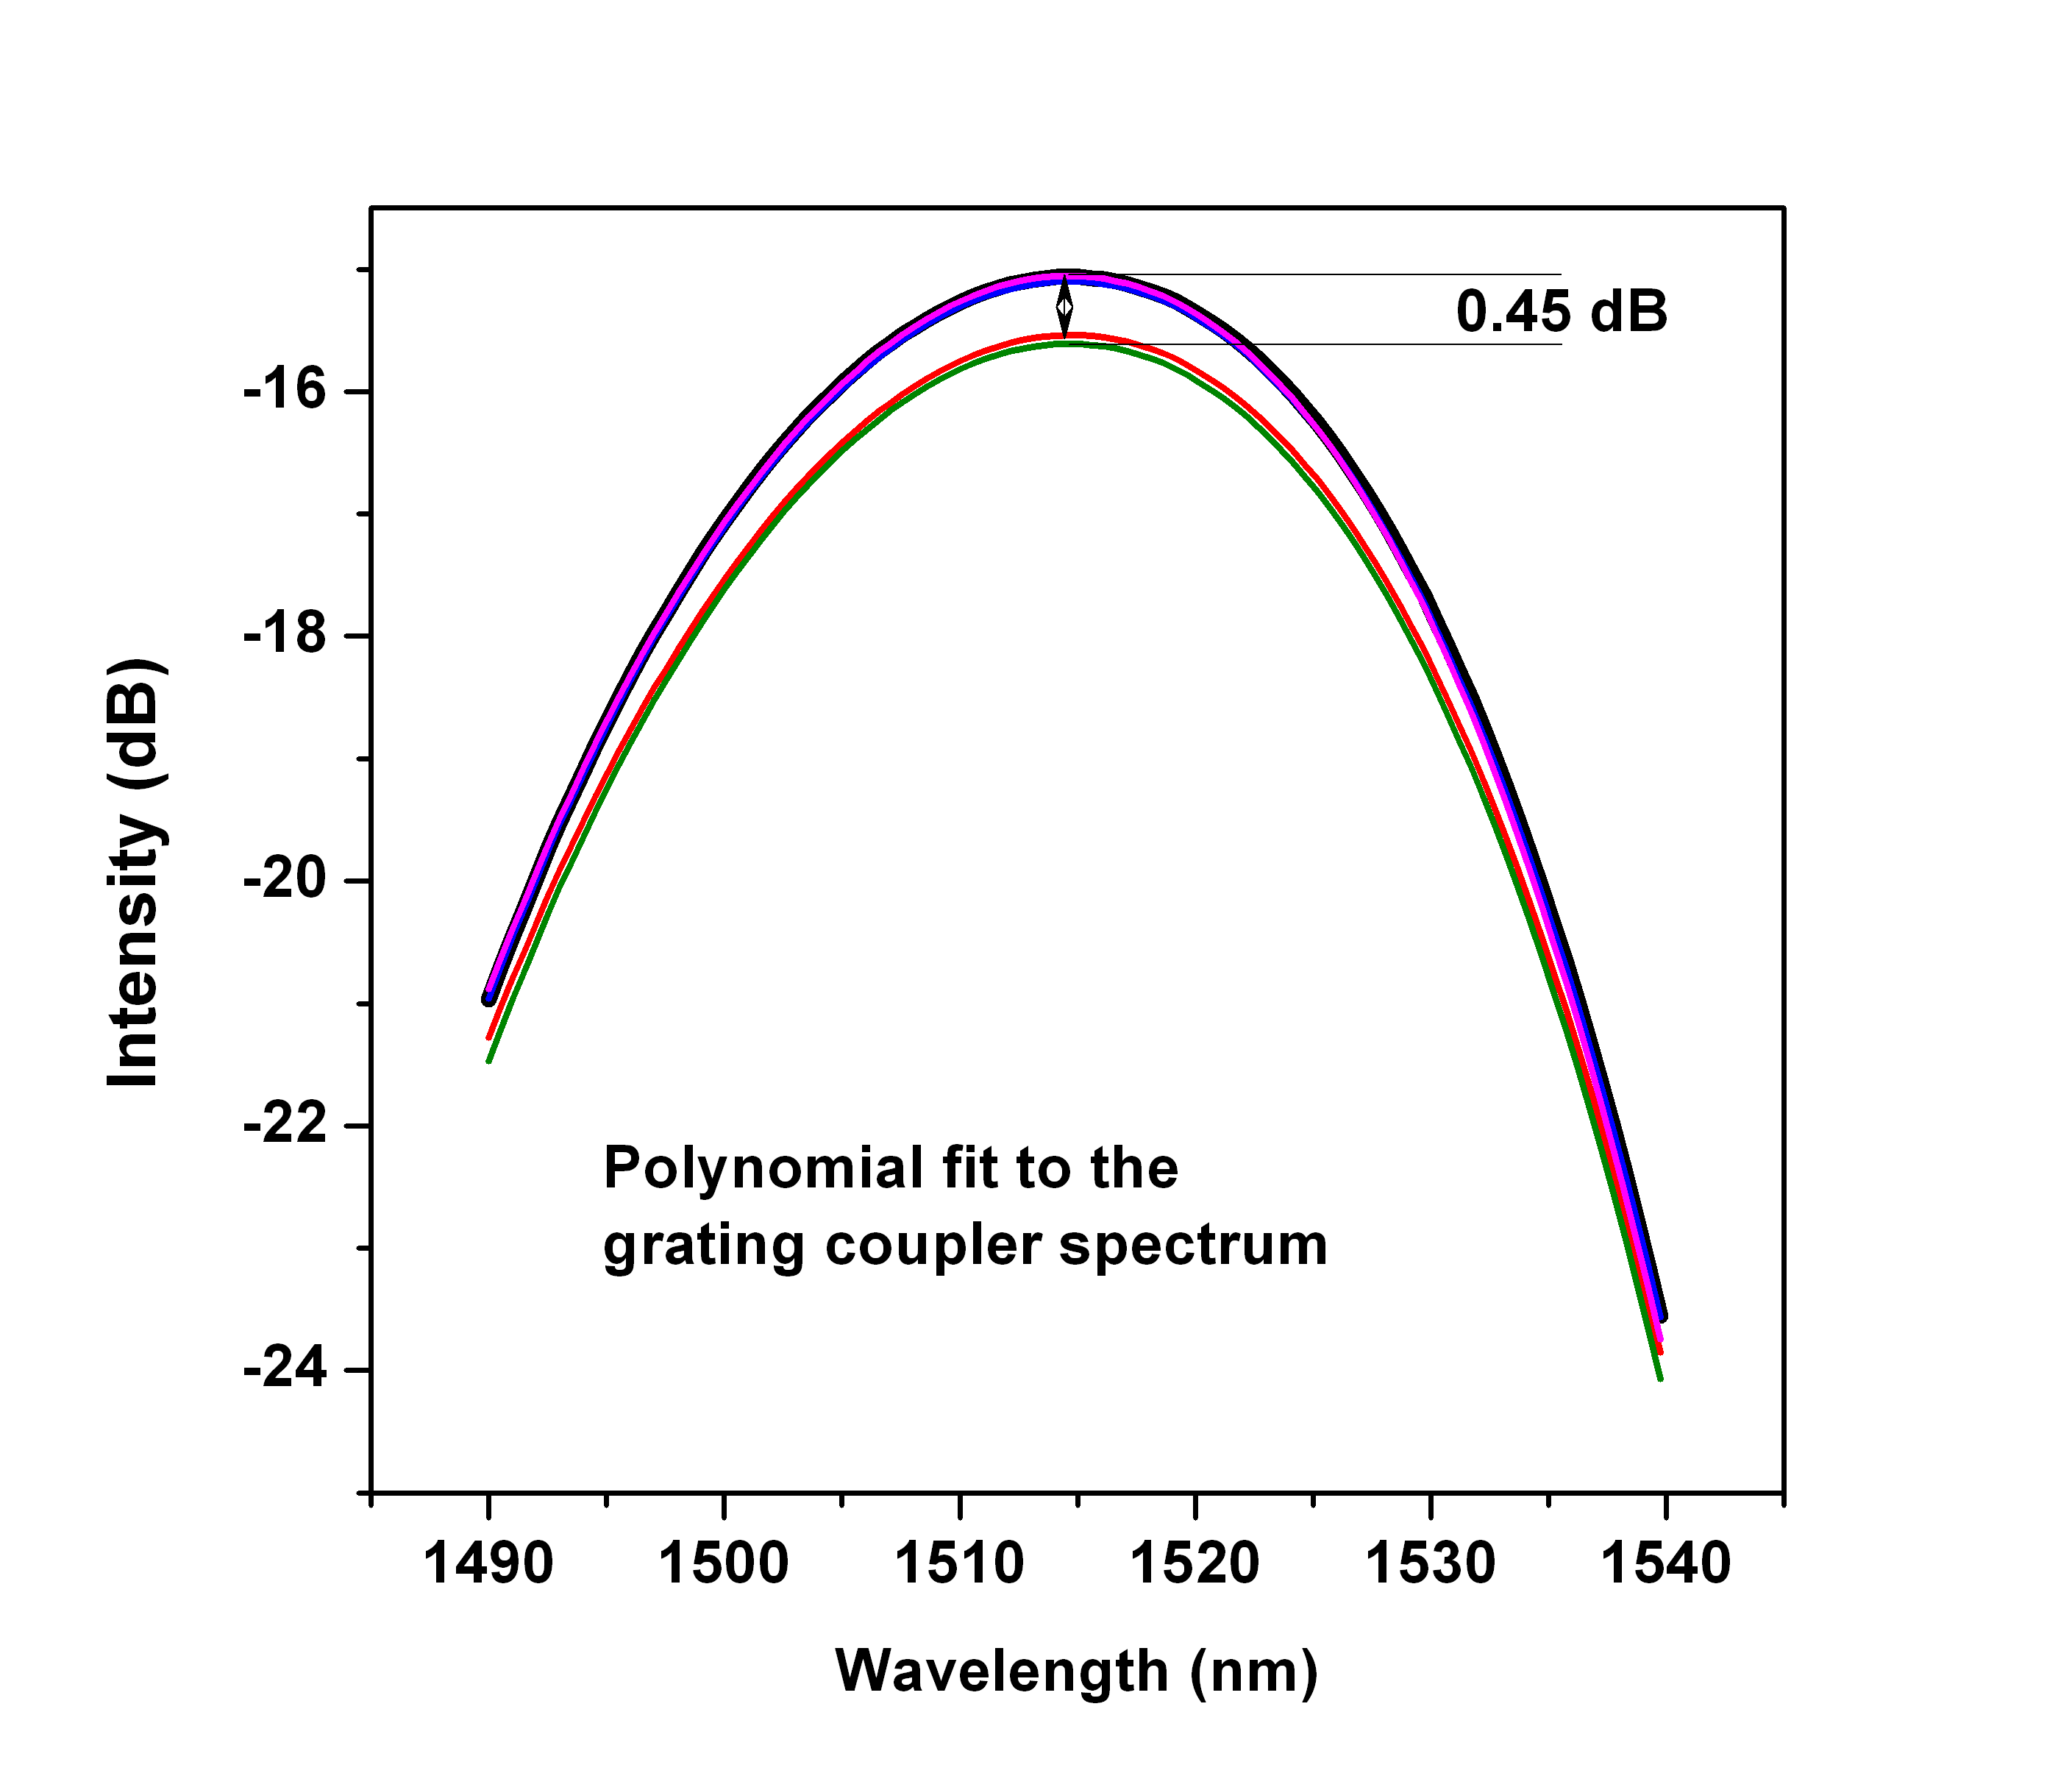 0.45 dB
-16
-18
-20
-22
-24
Intensity (dB)
Polynomial fit to the
grating coupler spectrum
1490 1500 1510 1520 1530 1540
Wavelength (nm)